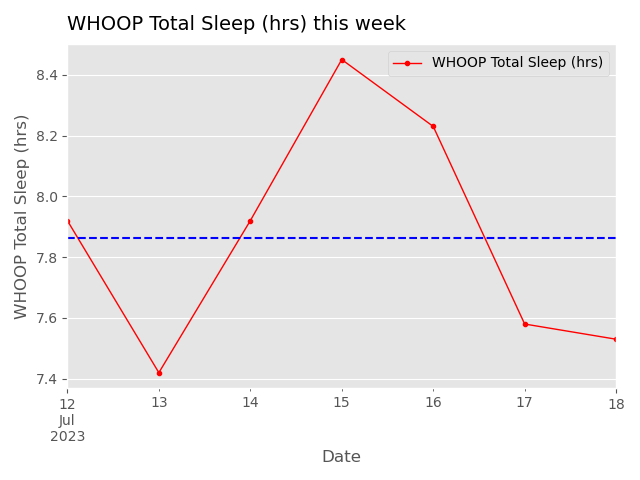 WHOOP Total Sleep (hrs) this week
WHOOP Total Sleep (hrs)
WHOOP Total Sleep (hrs)
8.4
8.2
8.0
7.8
7.6
7.4
12 13 14 15 16 17 18
Jul
2023
Date